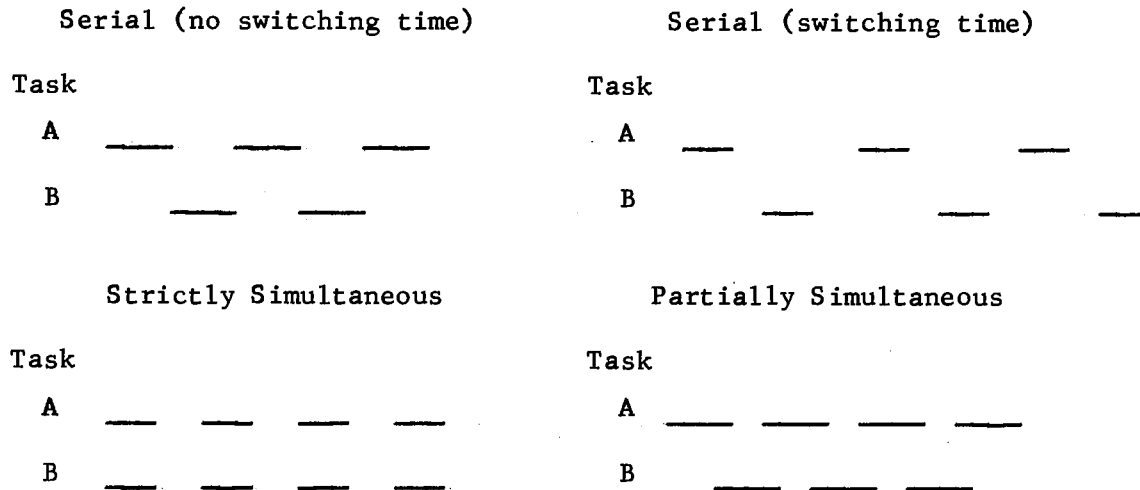 Serial (no switching time)
Task
A
B
Serial (switching time)
Task
A
B
Strictly Simultaneous
Task
A
B
Partially Simultaneous
Task
A
B